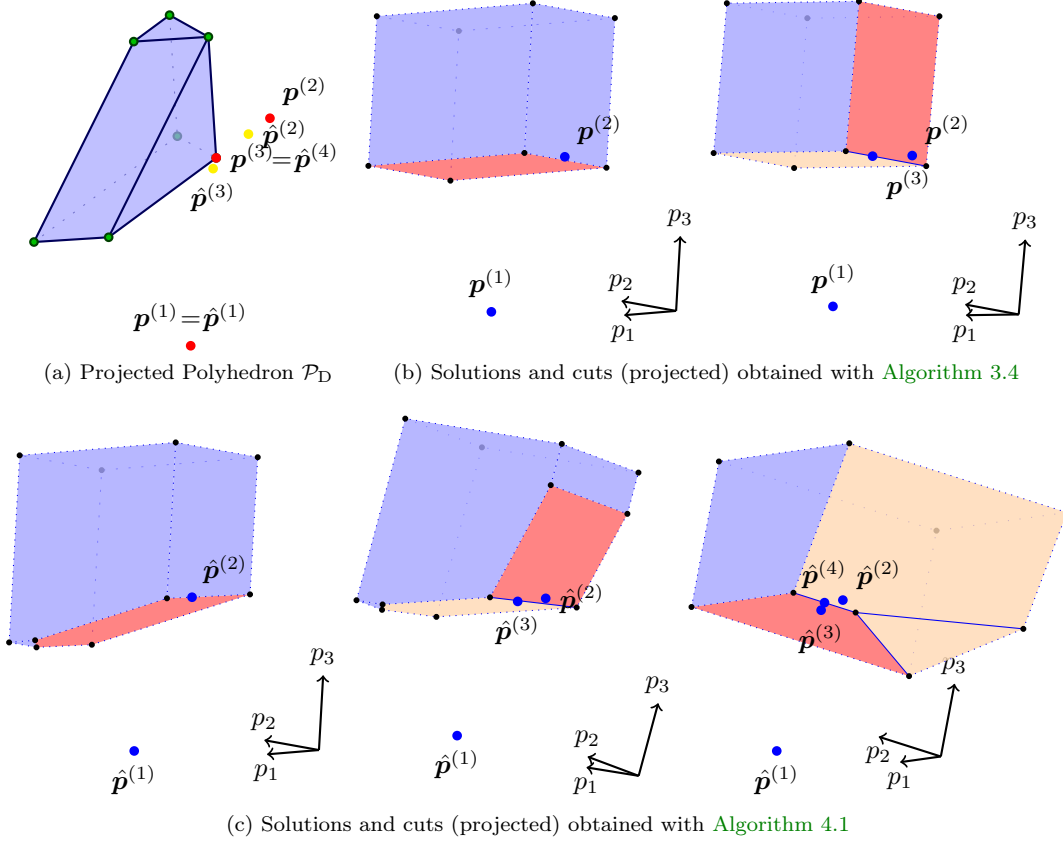 p^(2)
p̂^(2)
p^(3)=p̂^(4)
p̂^(3)
p^(1)=p̂^(1)
(a) Projected Polyhedron 𝒫_D
p^(2)
p^(1)
p_3
p_2
p_1
p^(2)
p^(3)
p^(1)
p_3
p_2
p_1
(b) Solutions and cuts (projected) obtained with Algorithm 3.4
p̂^(2)
p_3
p_2
p_1
p̂^(1)
p̂^(2)
p̂^(3)
p_3
p_2
p_1
p̂^(1)
p̂^(4)
p̂^(2)
p̂^(3)
p_3
p_2
p_1
p̂^(1)
(c) Solutions and cuts (projected) obtained with Algorithm 4.1